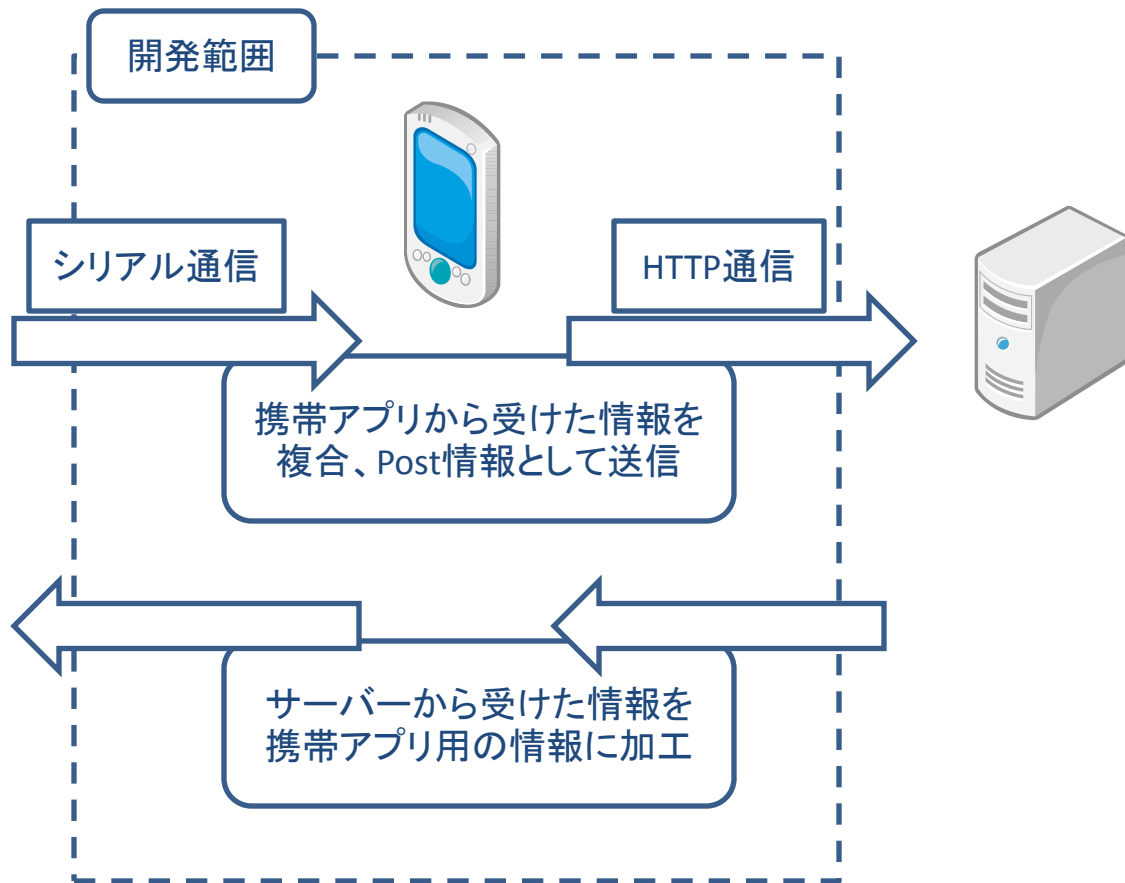 開発範囲
シリアル通信
HTTP通信
携帯アプリから受けた情報を
複合、Post情報として送信
サーバーから受けた情報を
携帯アプリ用の情報に加工